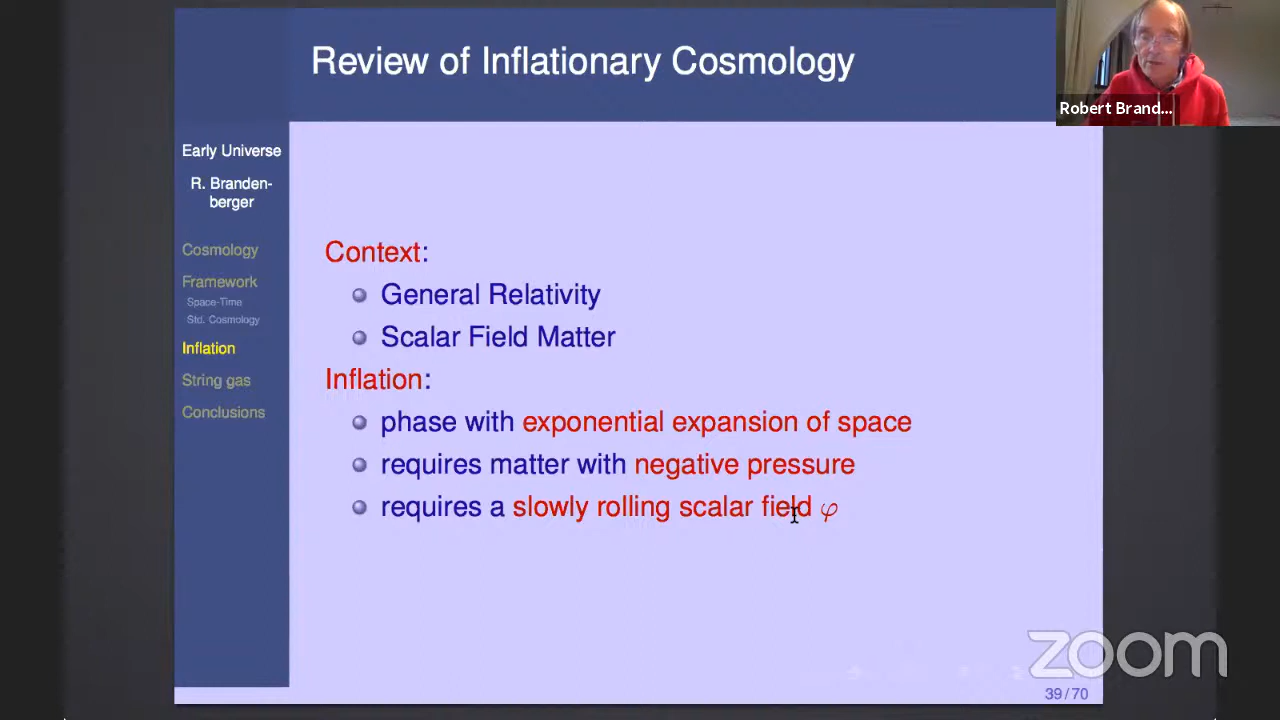 Review of Inflationary Cosmology
Robert Brand...
Early Universe
R. Branden-
berger
Cosmology
Framework
Space-Time
Std. Cosmology
Inflation
String gas
Conclusions
Context:
General Relativity
Scalar Field Matter
Inflation:
phase with exponential expansion of space
requires matter with negative pressure
requires a slowly rolling scalar field φ
zoom
39/70